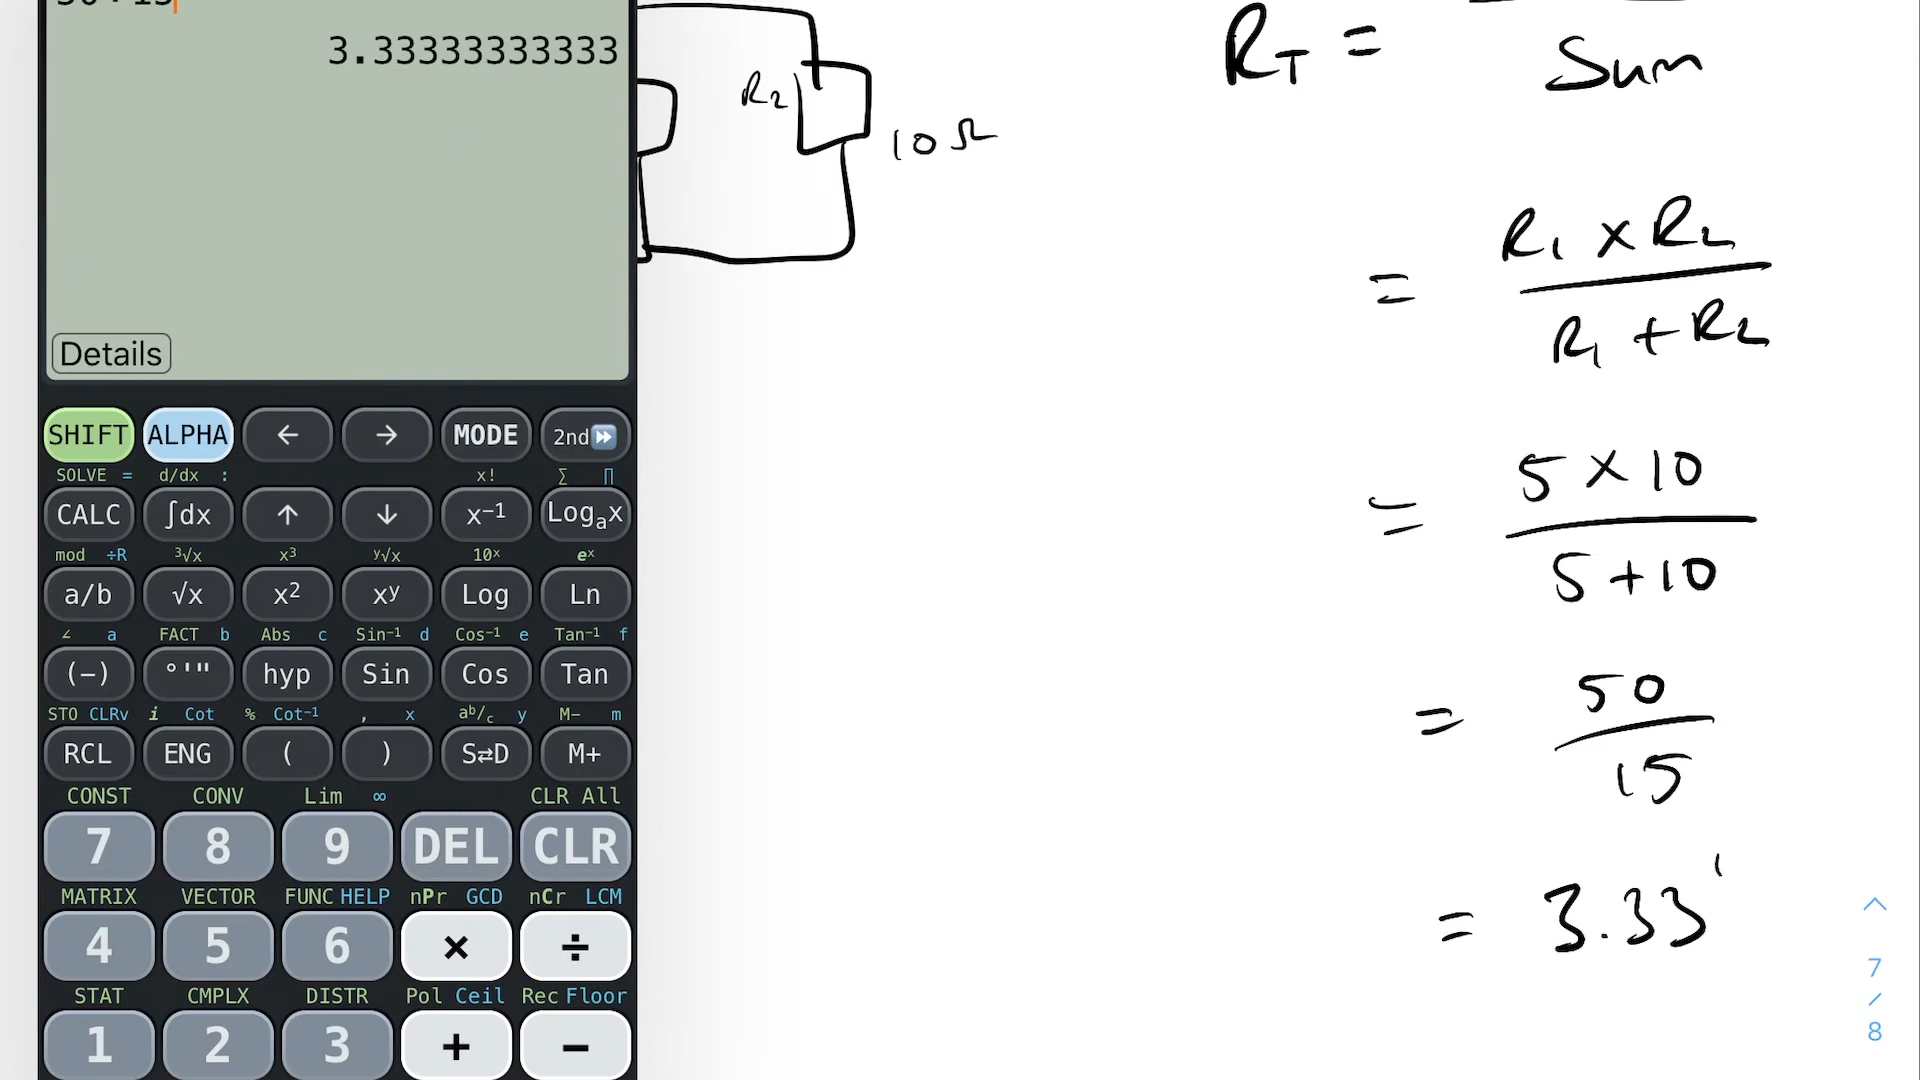 50÷15
3.33333333333
Details
SHIFT ALPHA ← → MODE 2nd
SOLVE = d/dx : x! ∑ ∏
CALC ∫dx ↑ ↓ x⁻¹ Logₐx
mod ÷R ³√x x³ ʸ√x 10ˣ eˣ
a/b √x x² xʸ Log Ln
∠ a FACT b Abs c Sin⁻¹ d Cos⁻¹ e Tan⁻¹ f
(−) °'" hyp Sin Cos Tan
STO CLRv i Cot % Cot⁻¹ , x aᵇ/c y M− m
RCL ENG ( ) S⇄D M+
CONST CONV Lim ∞ CLR All
7 8 9 DEL CLR
MATRIX VECTOR FUNC HELP nPr GCD nCr LCM
4 5 6 × ÷
STAT CMPLX DISTR Pol Ceil Rec Floor
1 2 3 + −
R₂
10Ω
R_T = 
Sum
= R₁ × R₂
R₁ + R₂
= 5 × 10
5 + 10
= 50
15
= 3.33
7
/
8